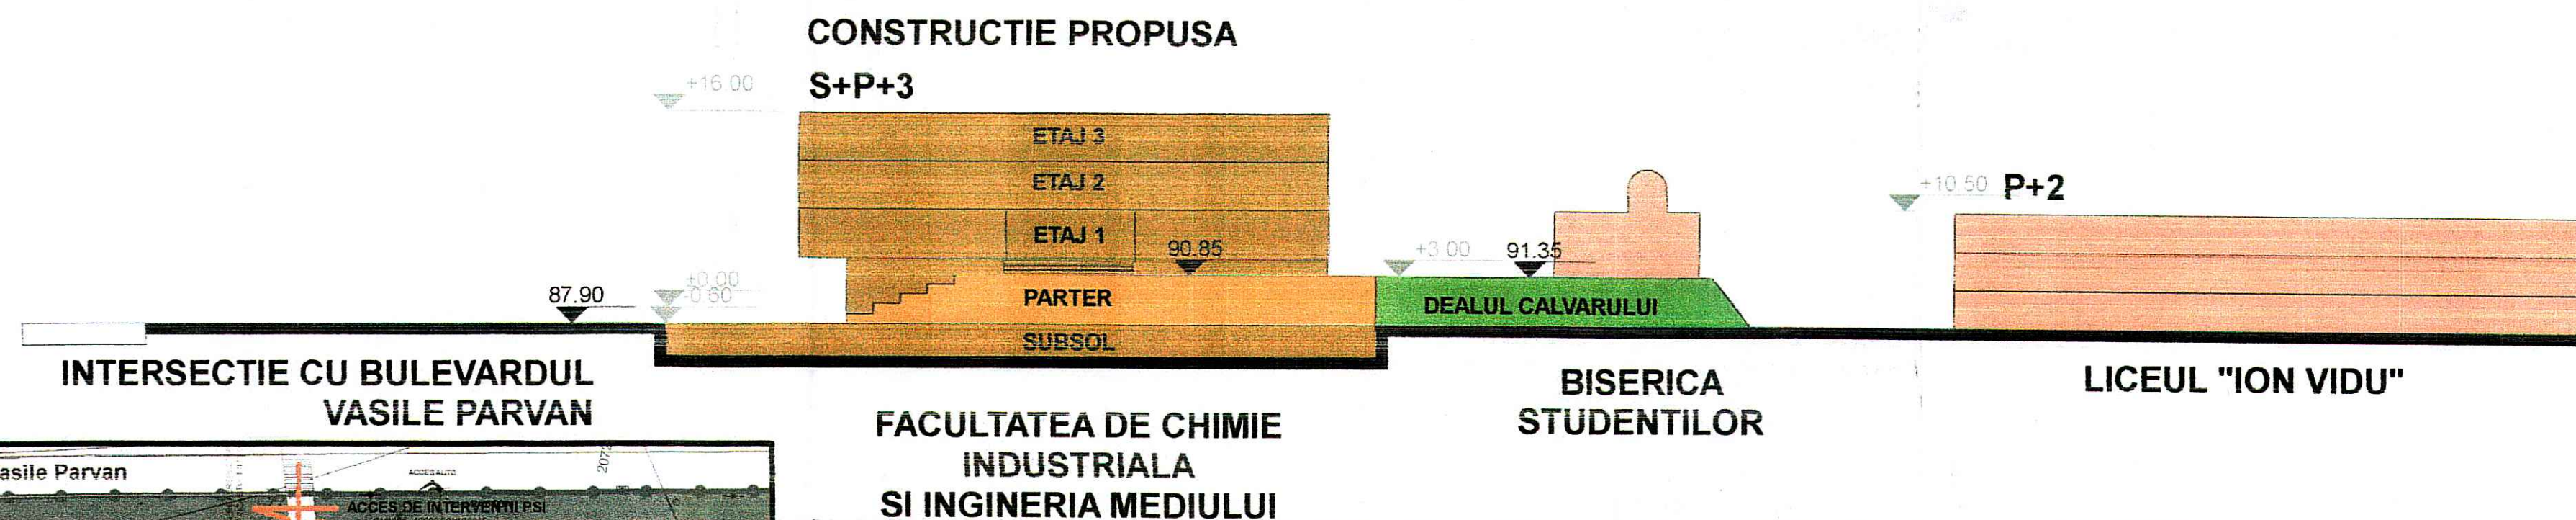 CONSTRUCTIE PROPUSA
+16.00
S+P+3
ETAJ 3
ETAJ 2
ETAJ 1
90.85
+10.50 P+2
+3.00
91.35
±0.00
-0.60
87.90
PARTER
DEALUL CALVARULUI
SUBSOL
INTERSECTIE CU BULEVARDUL
VASILE PARVAN
FACULTATEA DE CHIMIE
INDUSTRIALA
SI INGINERIA MEDIULUI
BISERICA
STUDENTILOR
LICEUL "ION VIDU"
asile Parvan
ACCES AUTO
ACCES DE INTERVENTII PSI